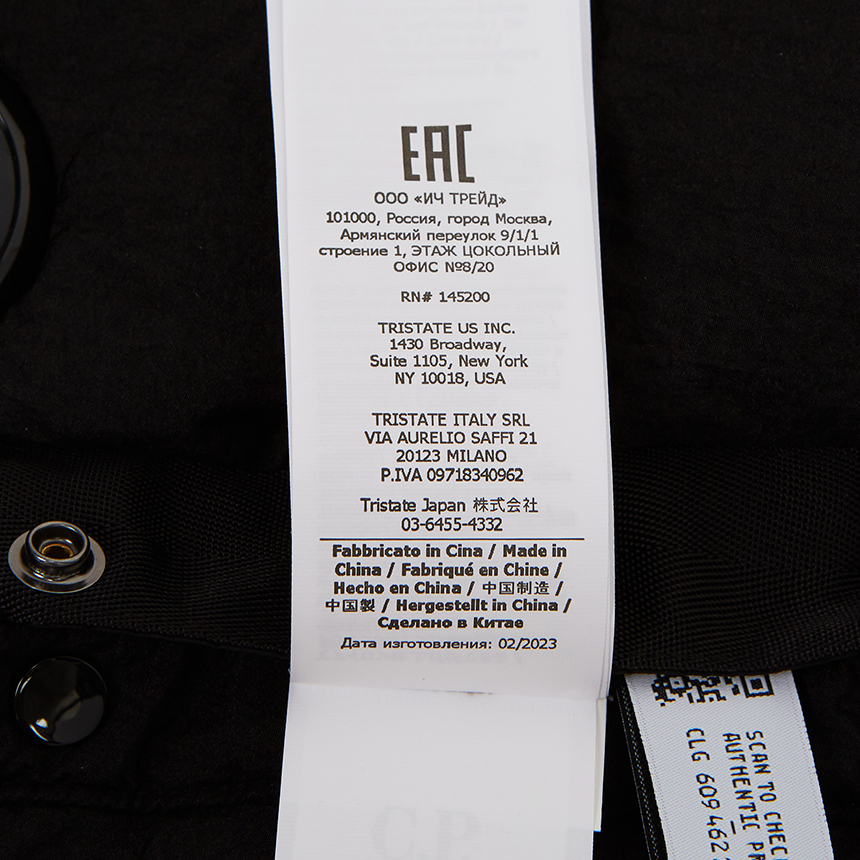 EAC
ООО «ИЧ ТРЕЙД»
101000, Россия, город Москва,
Армянский переулок 9/1/1
строение 1, ЭТАЖ ЦОКОЛЬНЫЙ
ОФИС №8/20
RN# 145200
TRISTATE US INC.
1430 Broadway,
Suite 1105, New York
NY 10018, USA
TRISTATE ITALY SRL
VIA AURELIO SAFFI 21
20123 MILANO
P.IVA 09718340962
Tristate Japan 株式会社
03-6455-4332
Fabbricato in Cina / Made in
China / Fabriqué en Chine /
Hecho en China / 中国制造 /
中国製 / Hergestellt in China /
Сделано в Китае
Дата изготовления: 02/2023
SCAN TO CHEC
AUTHENTIC PR
CLG 609462
C.P.